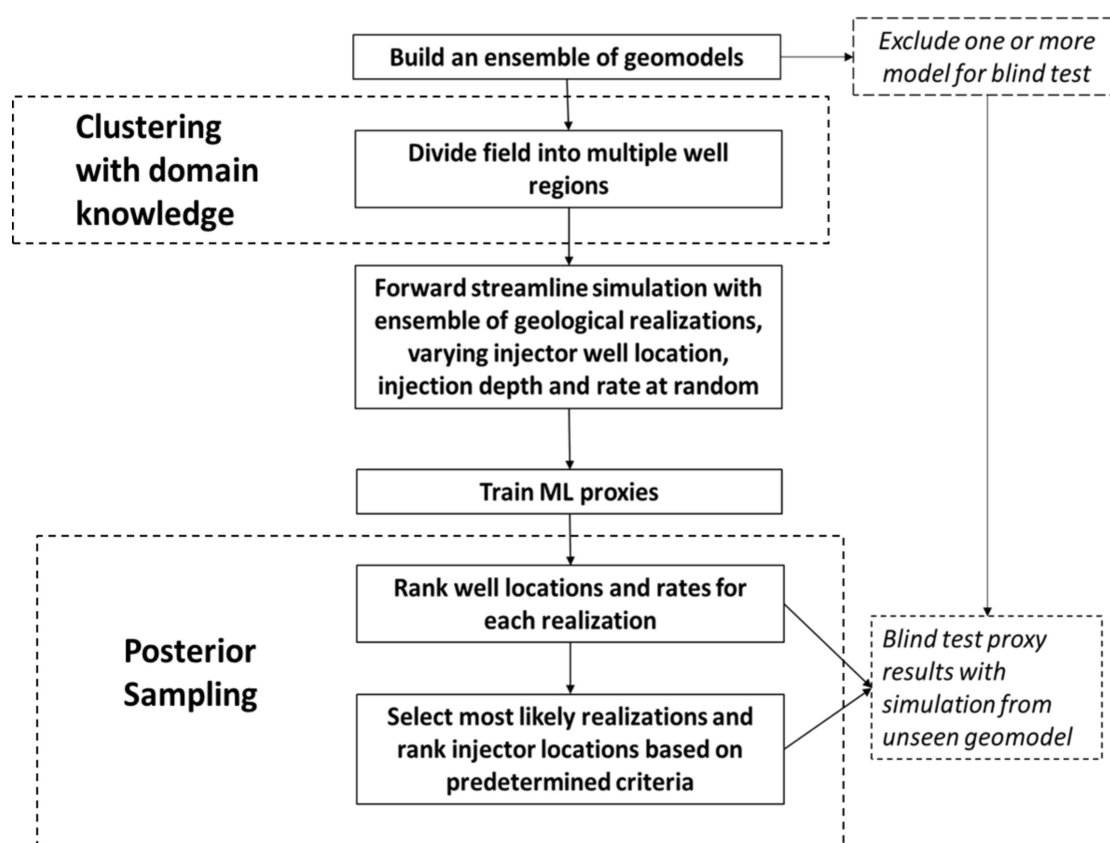 Build an ensemble of geomodels
Exclude one or more
model for blind test
Clustering
with domain
knowledge
Divide field into multiple well
regions
Forward streamline simulation with
ensemble of geological realizations,
varying injector well location,
injection depth and rate at random
Train ML proxies
Posterior
Sampling
Rank well locations and rates for
each realization
Select most likely realizations and
rank injector locations based on
predetermined criteria
Blind test proxy
results with
simulation from
unseen geomodel